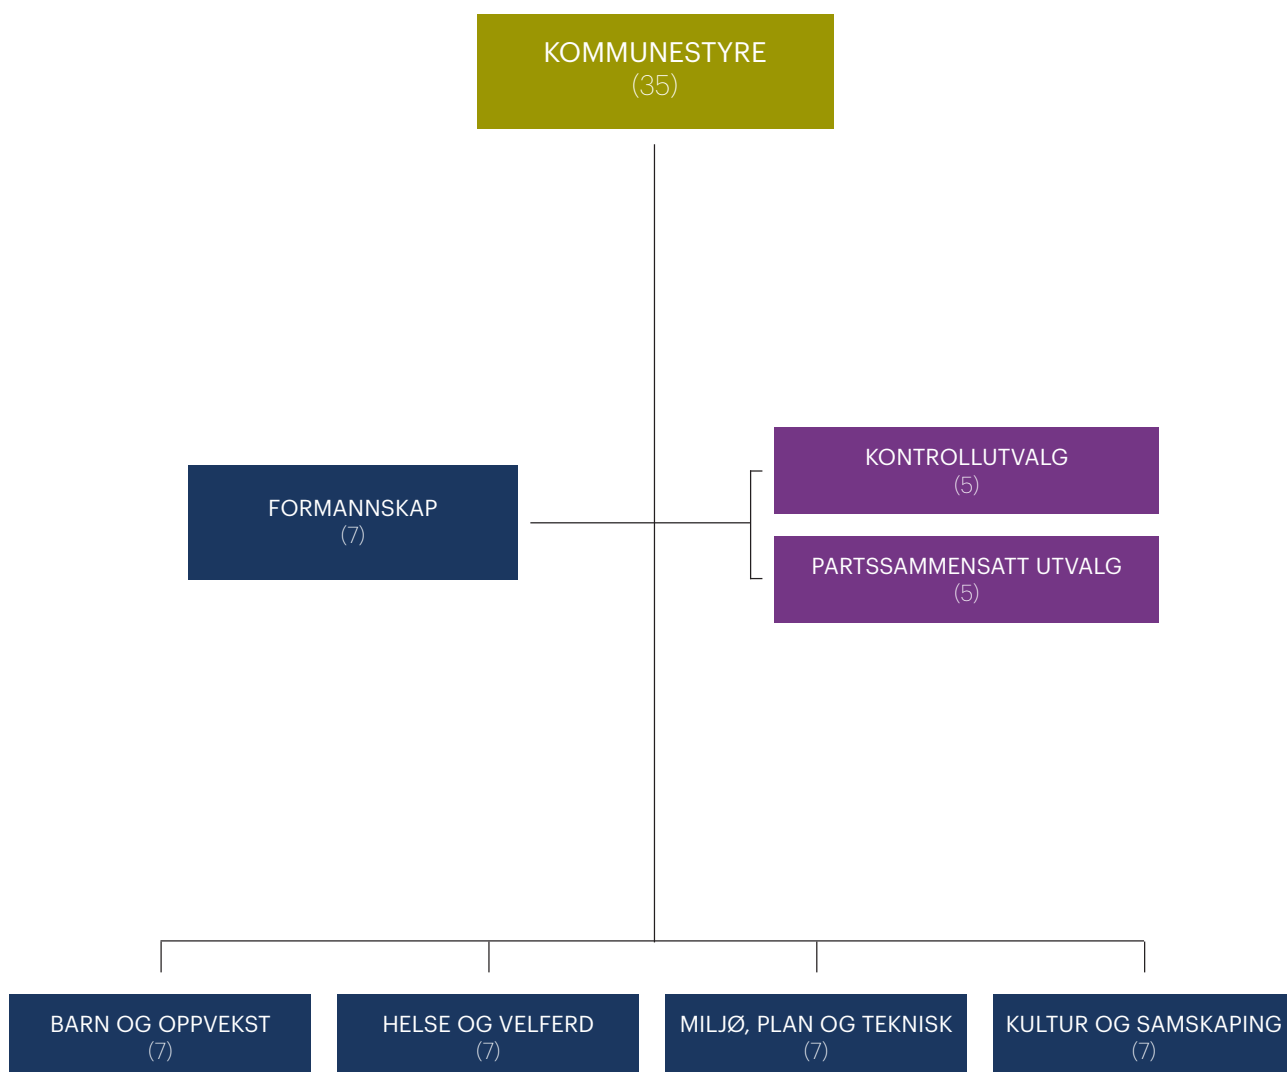 KOMMUNESTYRE
(35)
FORMANNSKAP
(7)
KONTROLLUTVALG
(5)
PARTSSAMMENSATT UTVALG
(5)
BARN OG OPPVEKST
(7)
HELSE OG VELFERD
(7)
MILJØ, PLAN OG TEKNISK
(7)
KULTUR OG SAMSKAPING
(7)